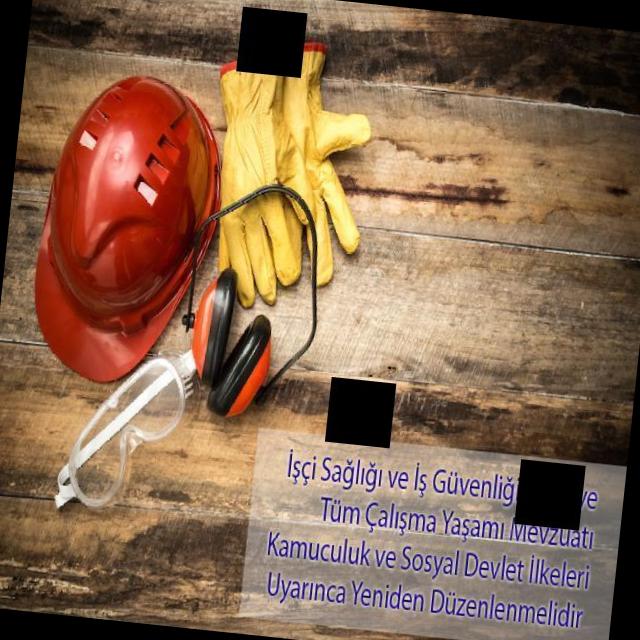 İşçi Sağlığı ve İş Güvenliği ve
Tüm Çalışma Yaşamı Mevzuatı
Kamuculuk ve Sosyal Devlet İlkeleri
Uyarınca Yeniden Düzenlenmelidir